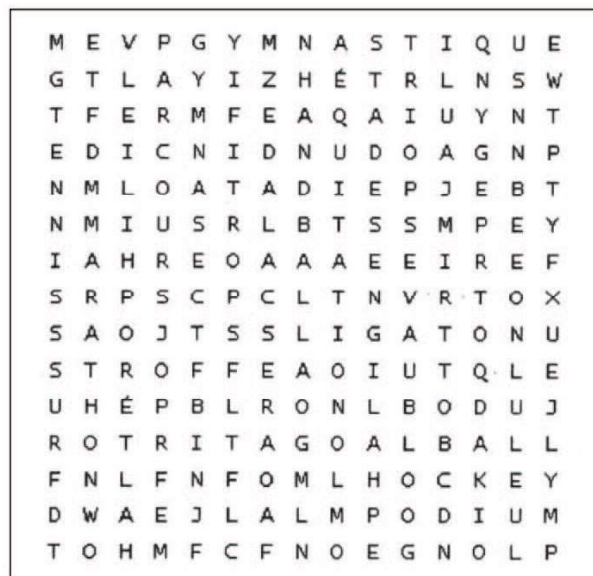 M E V P G Y M N A S T I Q U E
G T L A Y I Z H É T R L N S W
T F E R M F E A Q A I U Y N T
E D I C N I D N U D O A G N P
N M L O A T A D I E P J E B T
N M I U S R L B T S S M P E Y
I A H R E O A A A E E I R E F
S R P S C P C L T N V R T O X
S A O J T S S L I G A T O N U
S T R O F F E A O I U T Q L E
U H É P B L R O N L B O D U J
R O T R I T A G O A L B A L L
F N L F N F O M L H O C K E Y
D W A E J L A L M P O D I U M
T O H M F C F N O E G N O L P